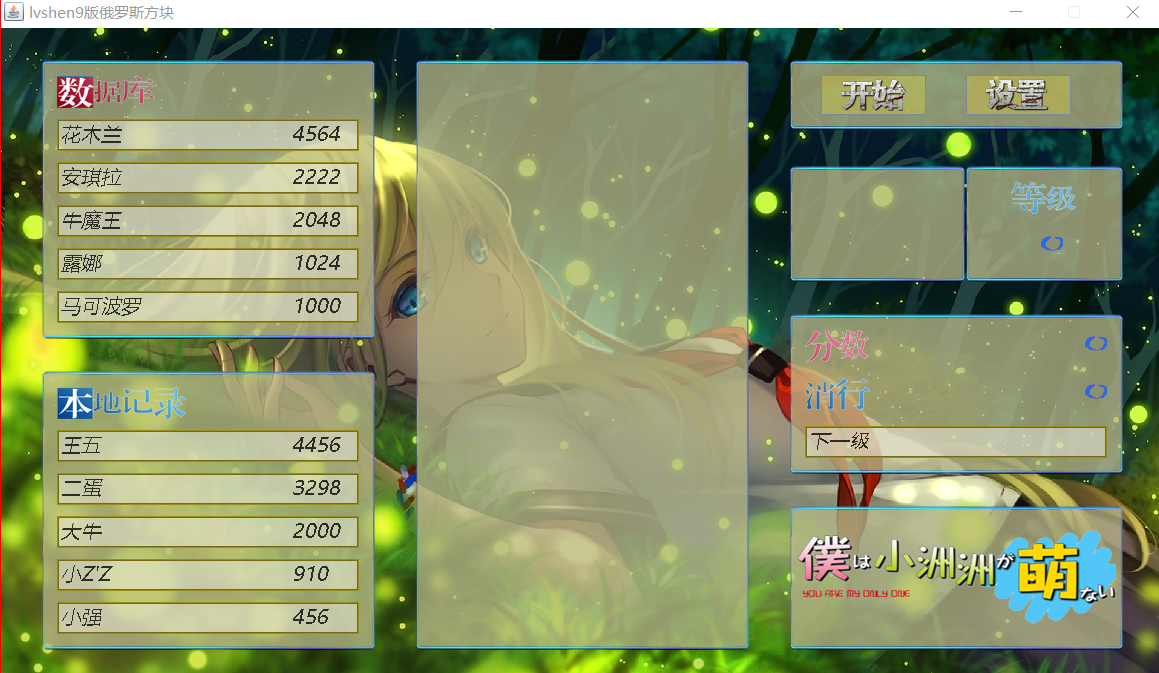 lvshen9版俄罗斯方块
数据库
花木兰 4564
安琪拉 2222
牛魔王 2048
露娜 1024
马可波罗 1000
本地记录
王五 4456
二蛋 3298
大牛 2000
小Z'Z 910
小强 456
开始 设置
等级
0
分数 0
消行 0
下一级
僕は小洲洲が萌ない
YOU ARE MY ONLY ONE